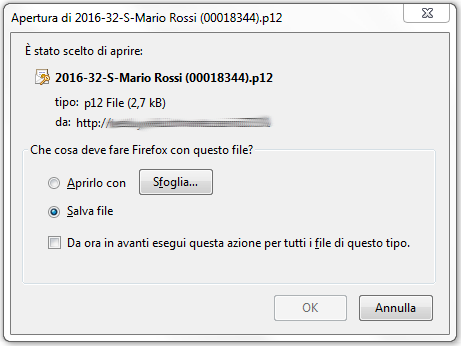 Apertura di 2016-32-S-Mario Rossi (00018344).p12
È stato scelto di aprire:
2016-32-S-Mario Rossi (00018344).p12
tipo: p12 File (2,7 kB)
da: http://
Che cosa deve fare Firefox con questo file?
Aprirlo con Sfoglia...
Salva file
Da ora in avanti esegui questa azione per tutti i file di questo tipo.
OK Annulla